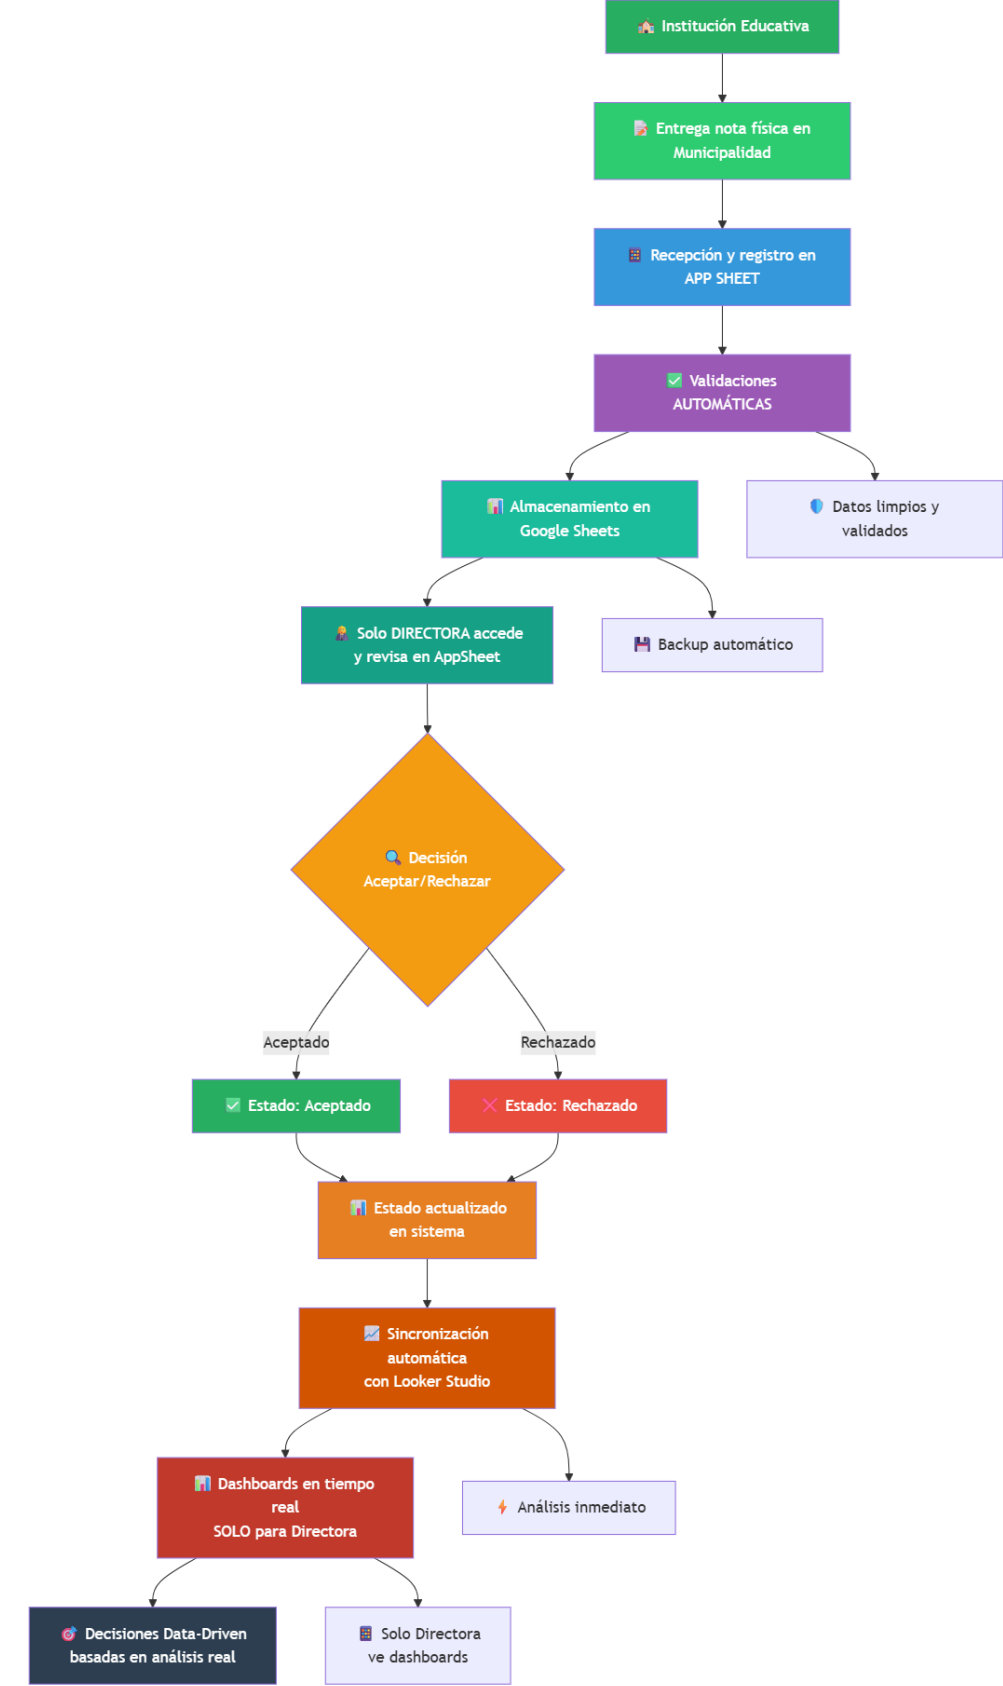 Institución Educativa
Entrega nota física en
Municipalidad
Recepción y registro en
APP SHEET
Validaciones
AUTOMÁTICAS
Almacenamiento en
Google Sheets
Datos limpios y
validados
Solo DIRECTORA accede
y revisa en AppSheet
Backup automático
Decisión
Aceptar/Rechazar
Aceptado
Rechazado
Estado: Aceptado
Estado: Rechazado
Estado actualizado
en sistema
Sincronización
automática
con Looker Studio
Dashboards en tiempo
real
SOLO para Directora
Análisis inmediato
Decisiones Data-Driven
basadas en análisis real
Solo Directora
ve dashboards